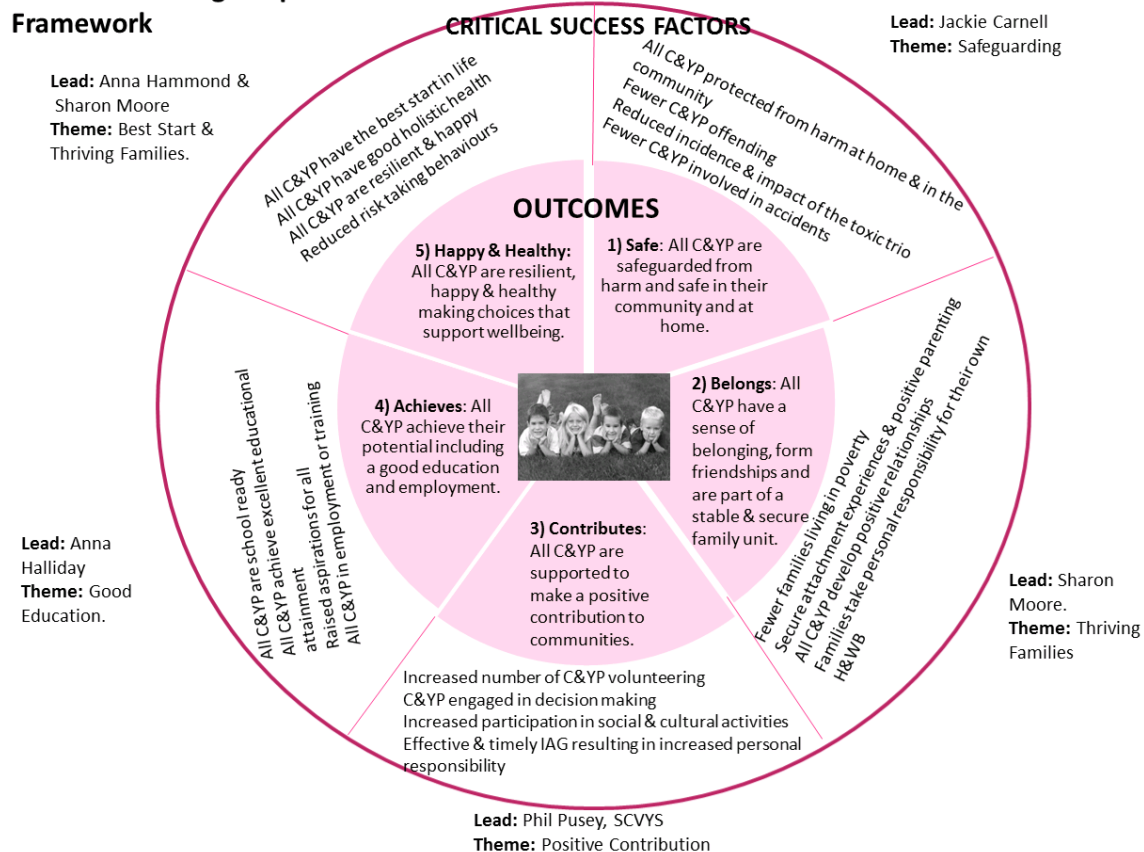 Framework
CRITICAL SUCCESS FACTORS
Lead: Jackie Carnell
Theme: Safeguarding
Lead: Anna Hammond &
Sharon Moore
Theme: Best Start &
Thriving Families.
All C&YP have the best start in life
All C&YP have good holistic health
All C&YP are resilient & happy
Reduced risk taking behaviours
All C&YP protected from harm at home & in the
community
Fewer C&YP offending
Reduced incidence & impact of the toxic trio
Fewer C&YP involved in accidents
OUTCOMES
5) Happy & Healthy:
All C&YP are resilient,
happy & healthy
making choices that
support wellbeing.
1) Safe: All C&YP are
safeguarded from
harm and safe in their
community and at
home.
2) Belongs: All
C&YP have a
sense of
belonging, form
friendships and
are part of a
stable & secure
family unit.
4) Achieves: All
C&YP achieve their
potential including
a good education
and employment.
3) Contributes:
All C&YP are
supported to
make a positive
contribution to
communities.
Fewer families living in poverty
Secure attachment experiences & positive parenting
All C&YP develop positive relationships
Families take personal responsibility for their own
H&WB
All C&YP are school ready
All C&YP achieve excellent educational
attainment
Raised aspirations for all
All C&YP in employment or training
Lead: Anna
Halliday
Theme: Good
Education.
Lead: Sharon
Moore.
Theme: Thriving
Families
Increased number of C&YP volunteering
C&YP engaged in decision making
Increased participation in social & cultural activities
Effective & timely IAG resulting in increased personal
responsibility
Lead: Phil Pusey, SCVYS
Theme: Positive Contribution